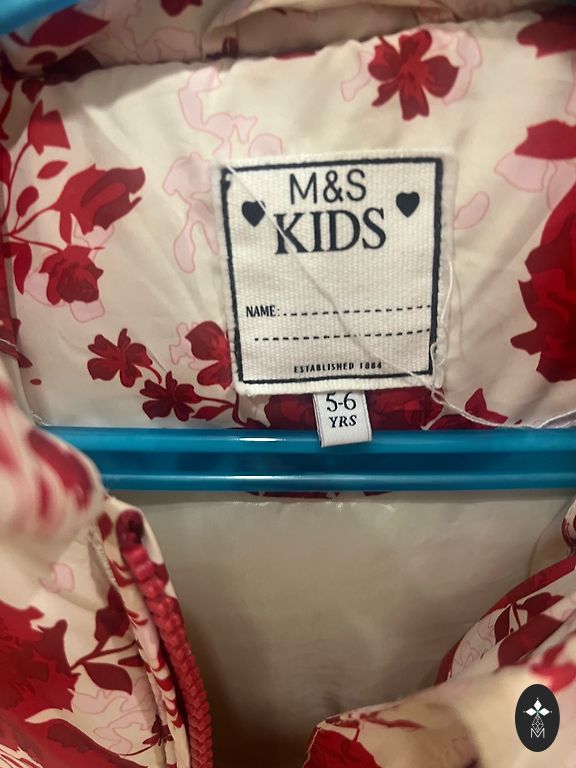 M&S
KIDS
NAME:
ESTABLISHED 1884
5-6
YRS
M